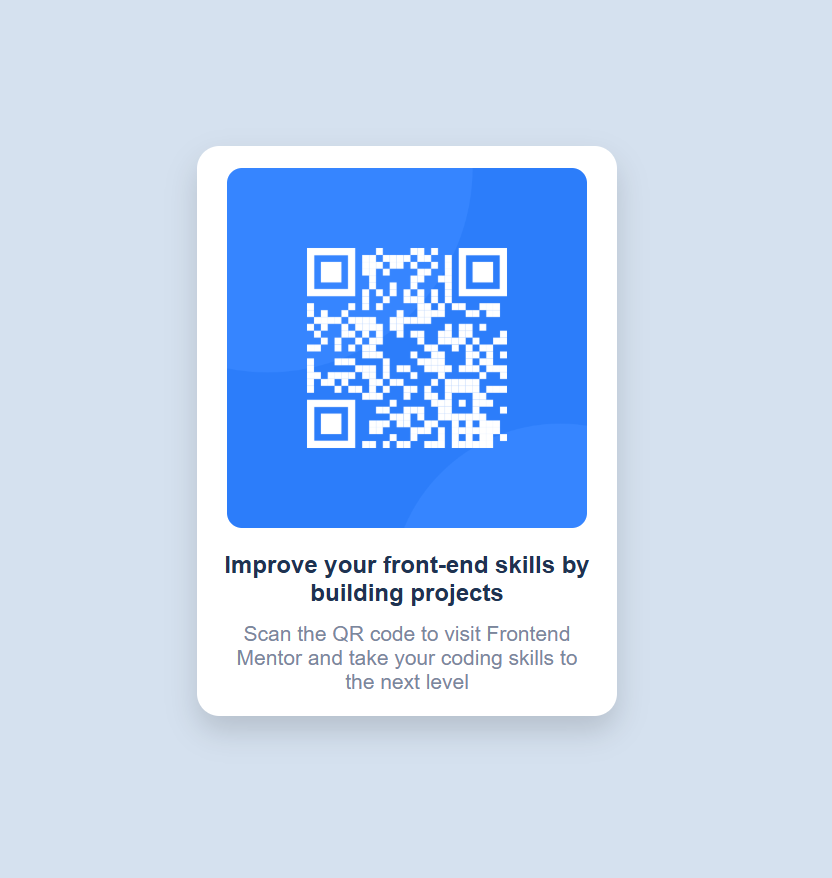 Improve your front-end skills by
building projects
Scan the QR code to visit Frontend
Mentor and take your coding skills to
the next level